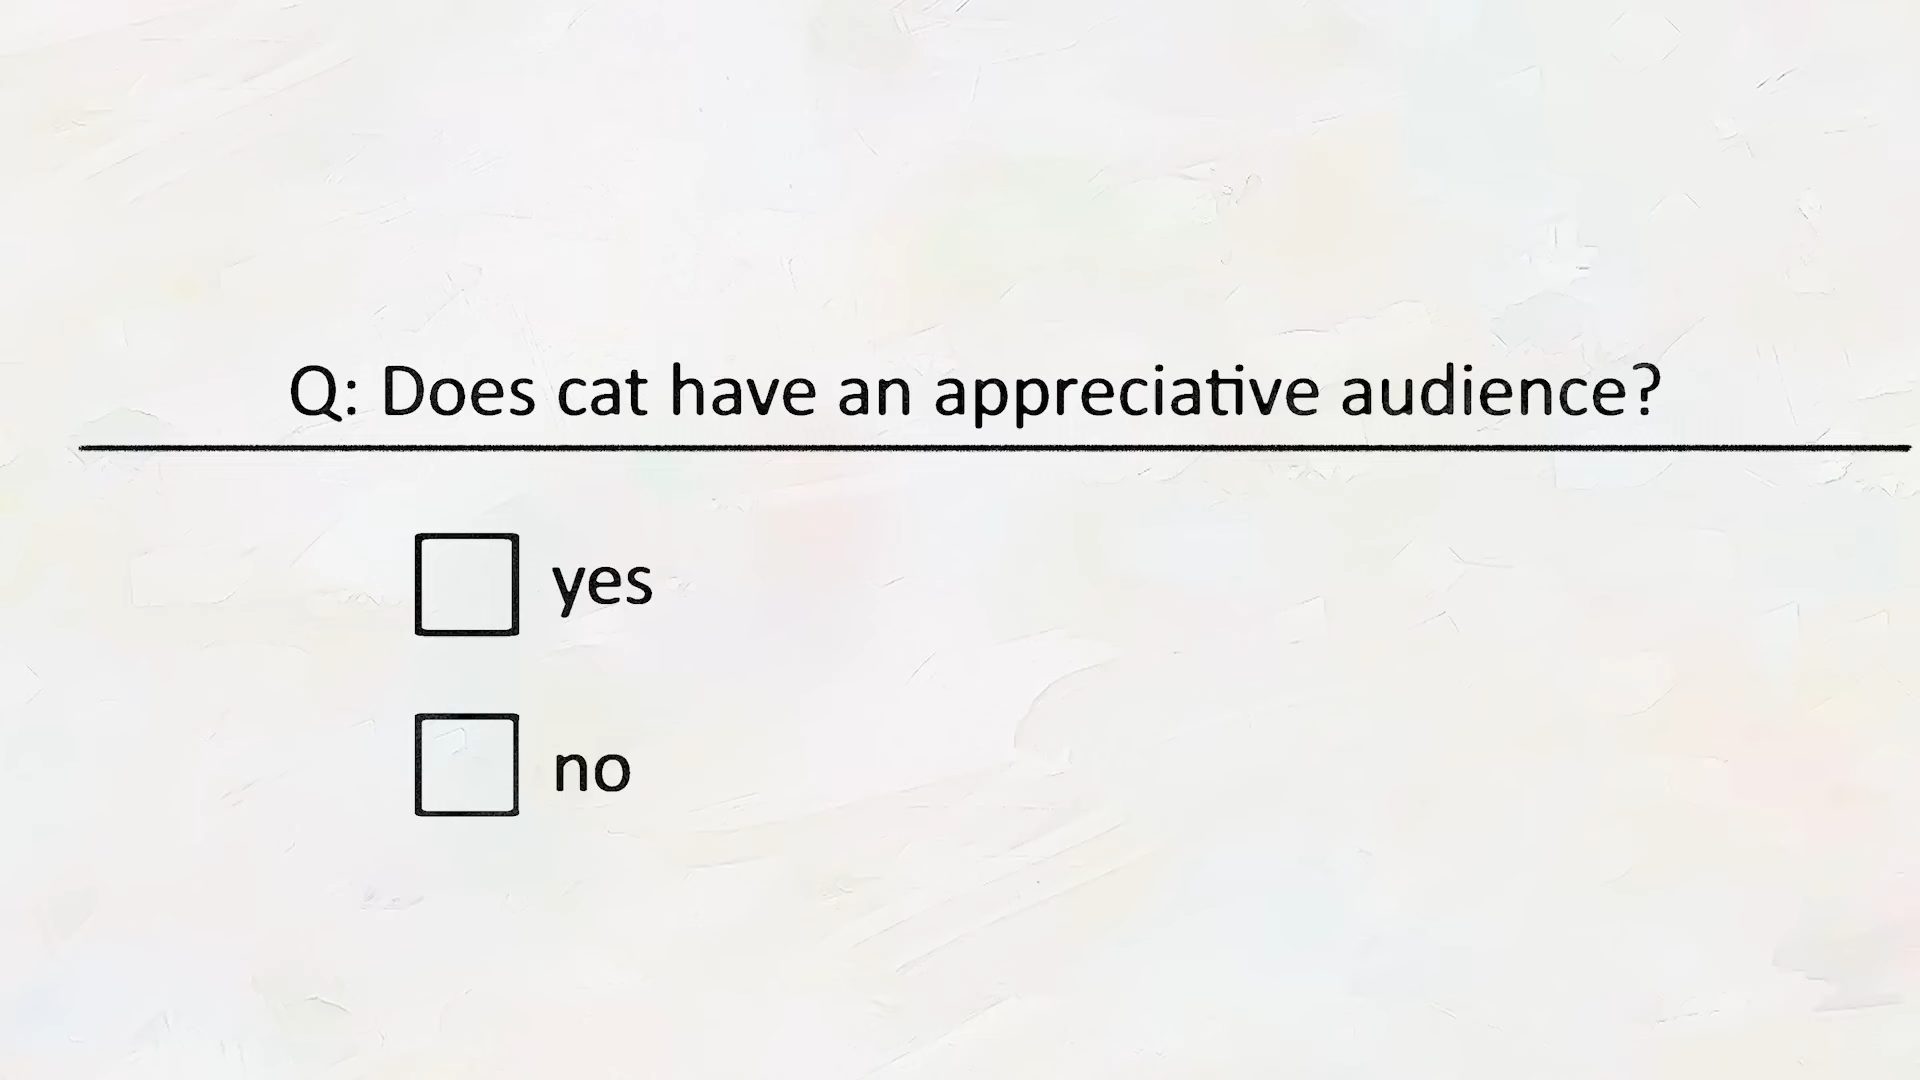 Q: Does cat have an appreciative audience?
yes
no